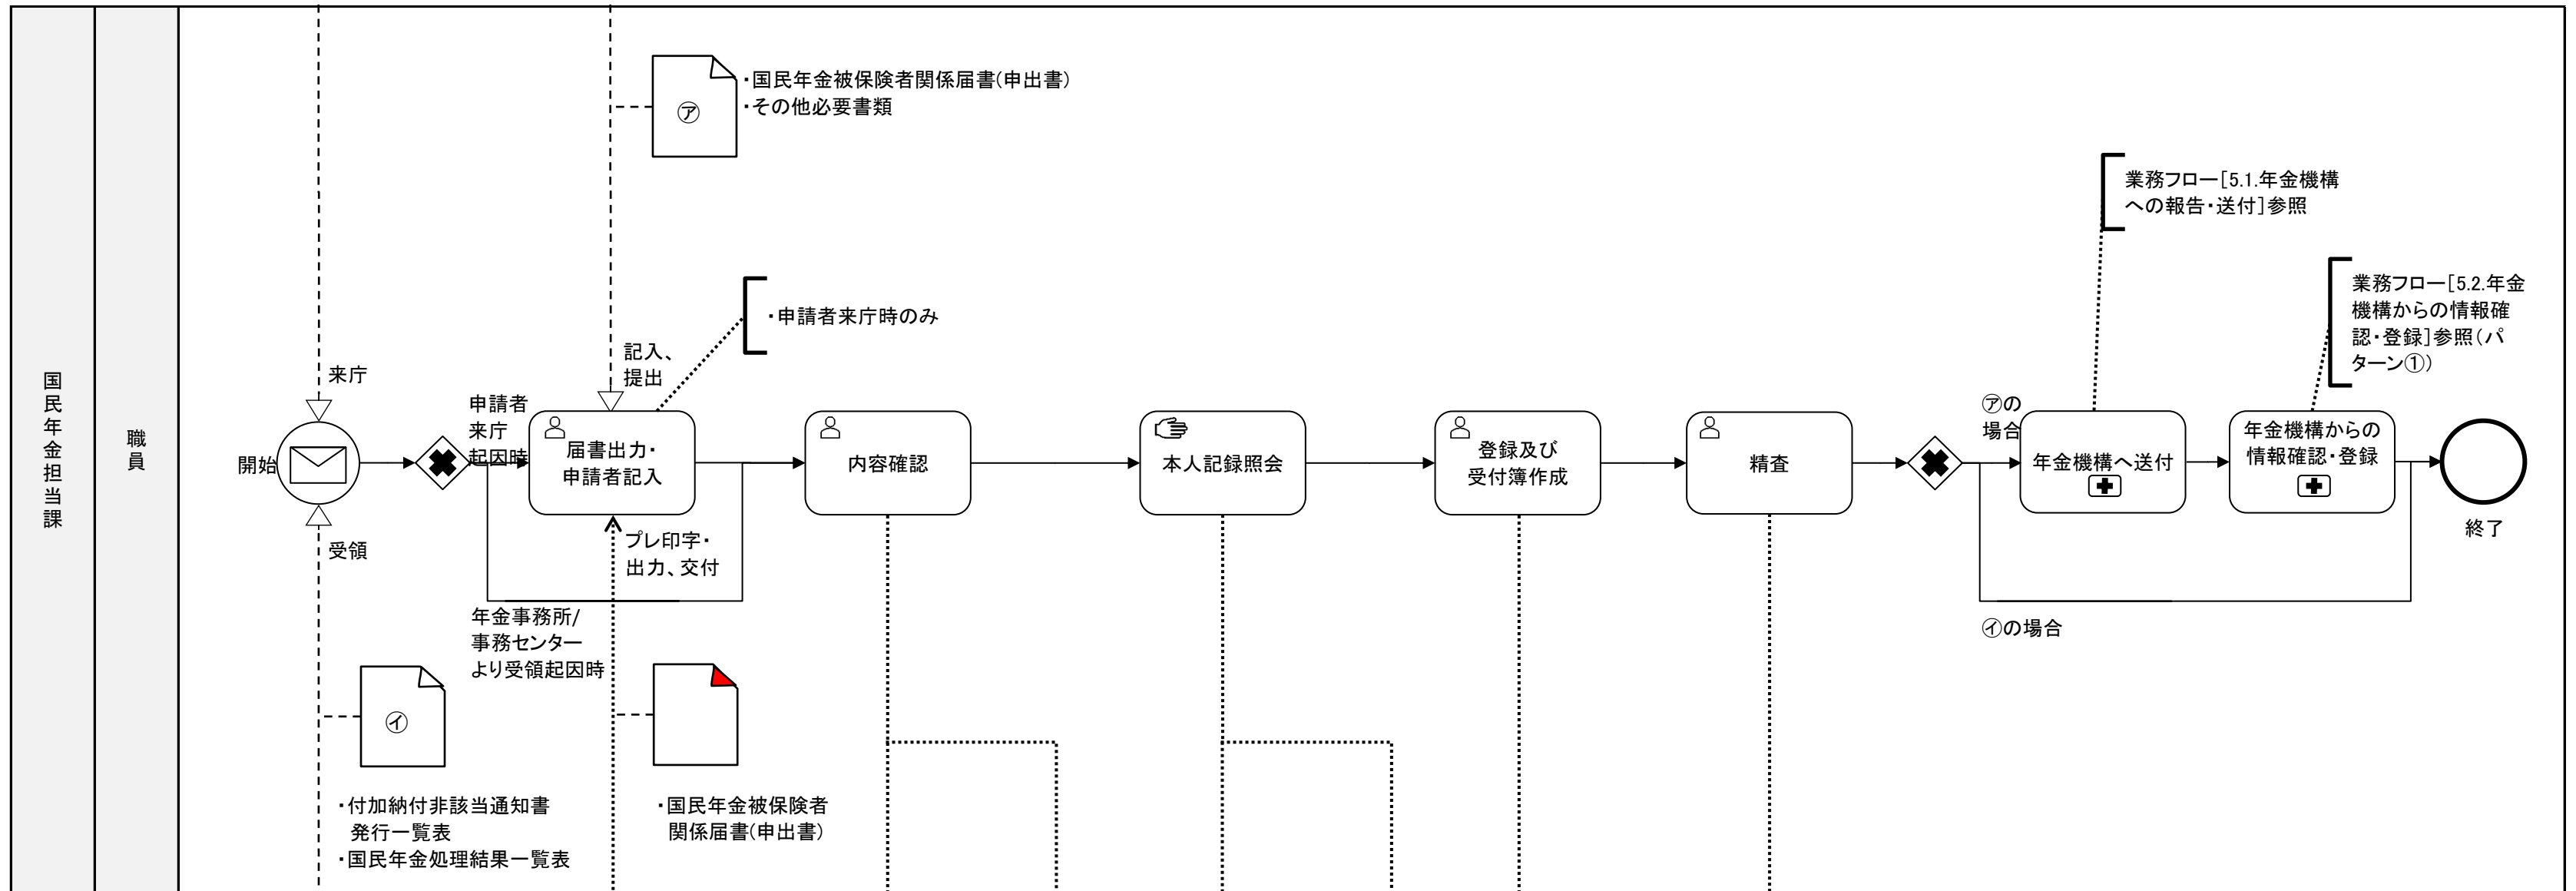 国民年金担当課
職員
・国民年金被保険者関係届書(申出書)
・その他必要書類
㋐
業務フロー[5.1.年金機構
への報告・送付]参照
業務フロー[5.2.年金
機構からの情報確
認・登録]参照(パ
ターン①)
・申請者来庁時のみ
記入、
提出
来庁
申請者
来庁
起因時
開始
届書出力・
申請者記入
内容確認
本人記録照会
登録及び
受付簿作成
精査
㋐の
場合
年金機構へ送付
年金機構からの
情報確認・登録
終了
受領
プレ印字・
出力、交付
年金事務所/
事務センター
より受領起因時
㋑の場合
㋑
・付加納付非該当通知書
発行一覧表
・国民年金処理結果一覧表
・国民年金被保険者
関係届書(申出書)